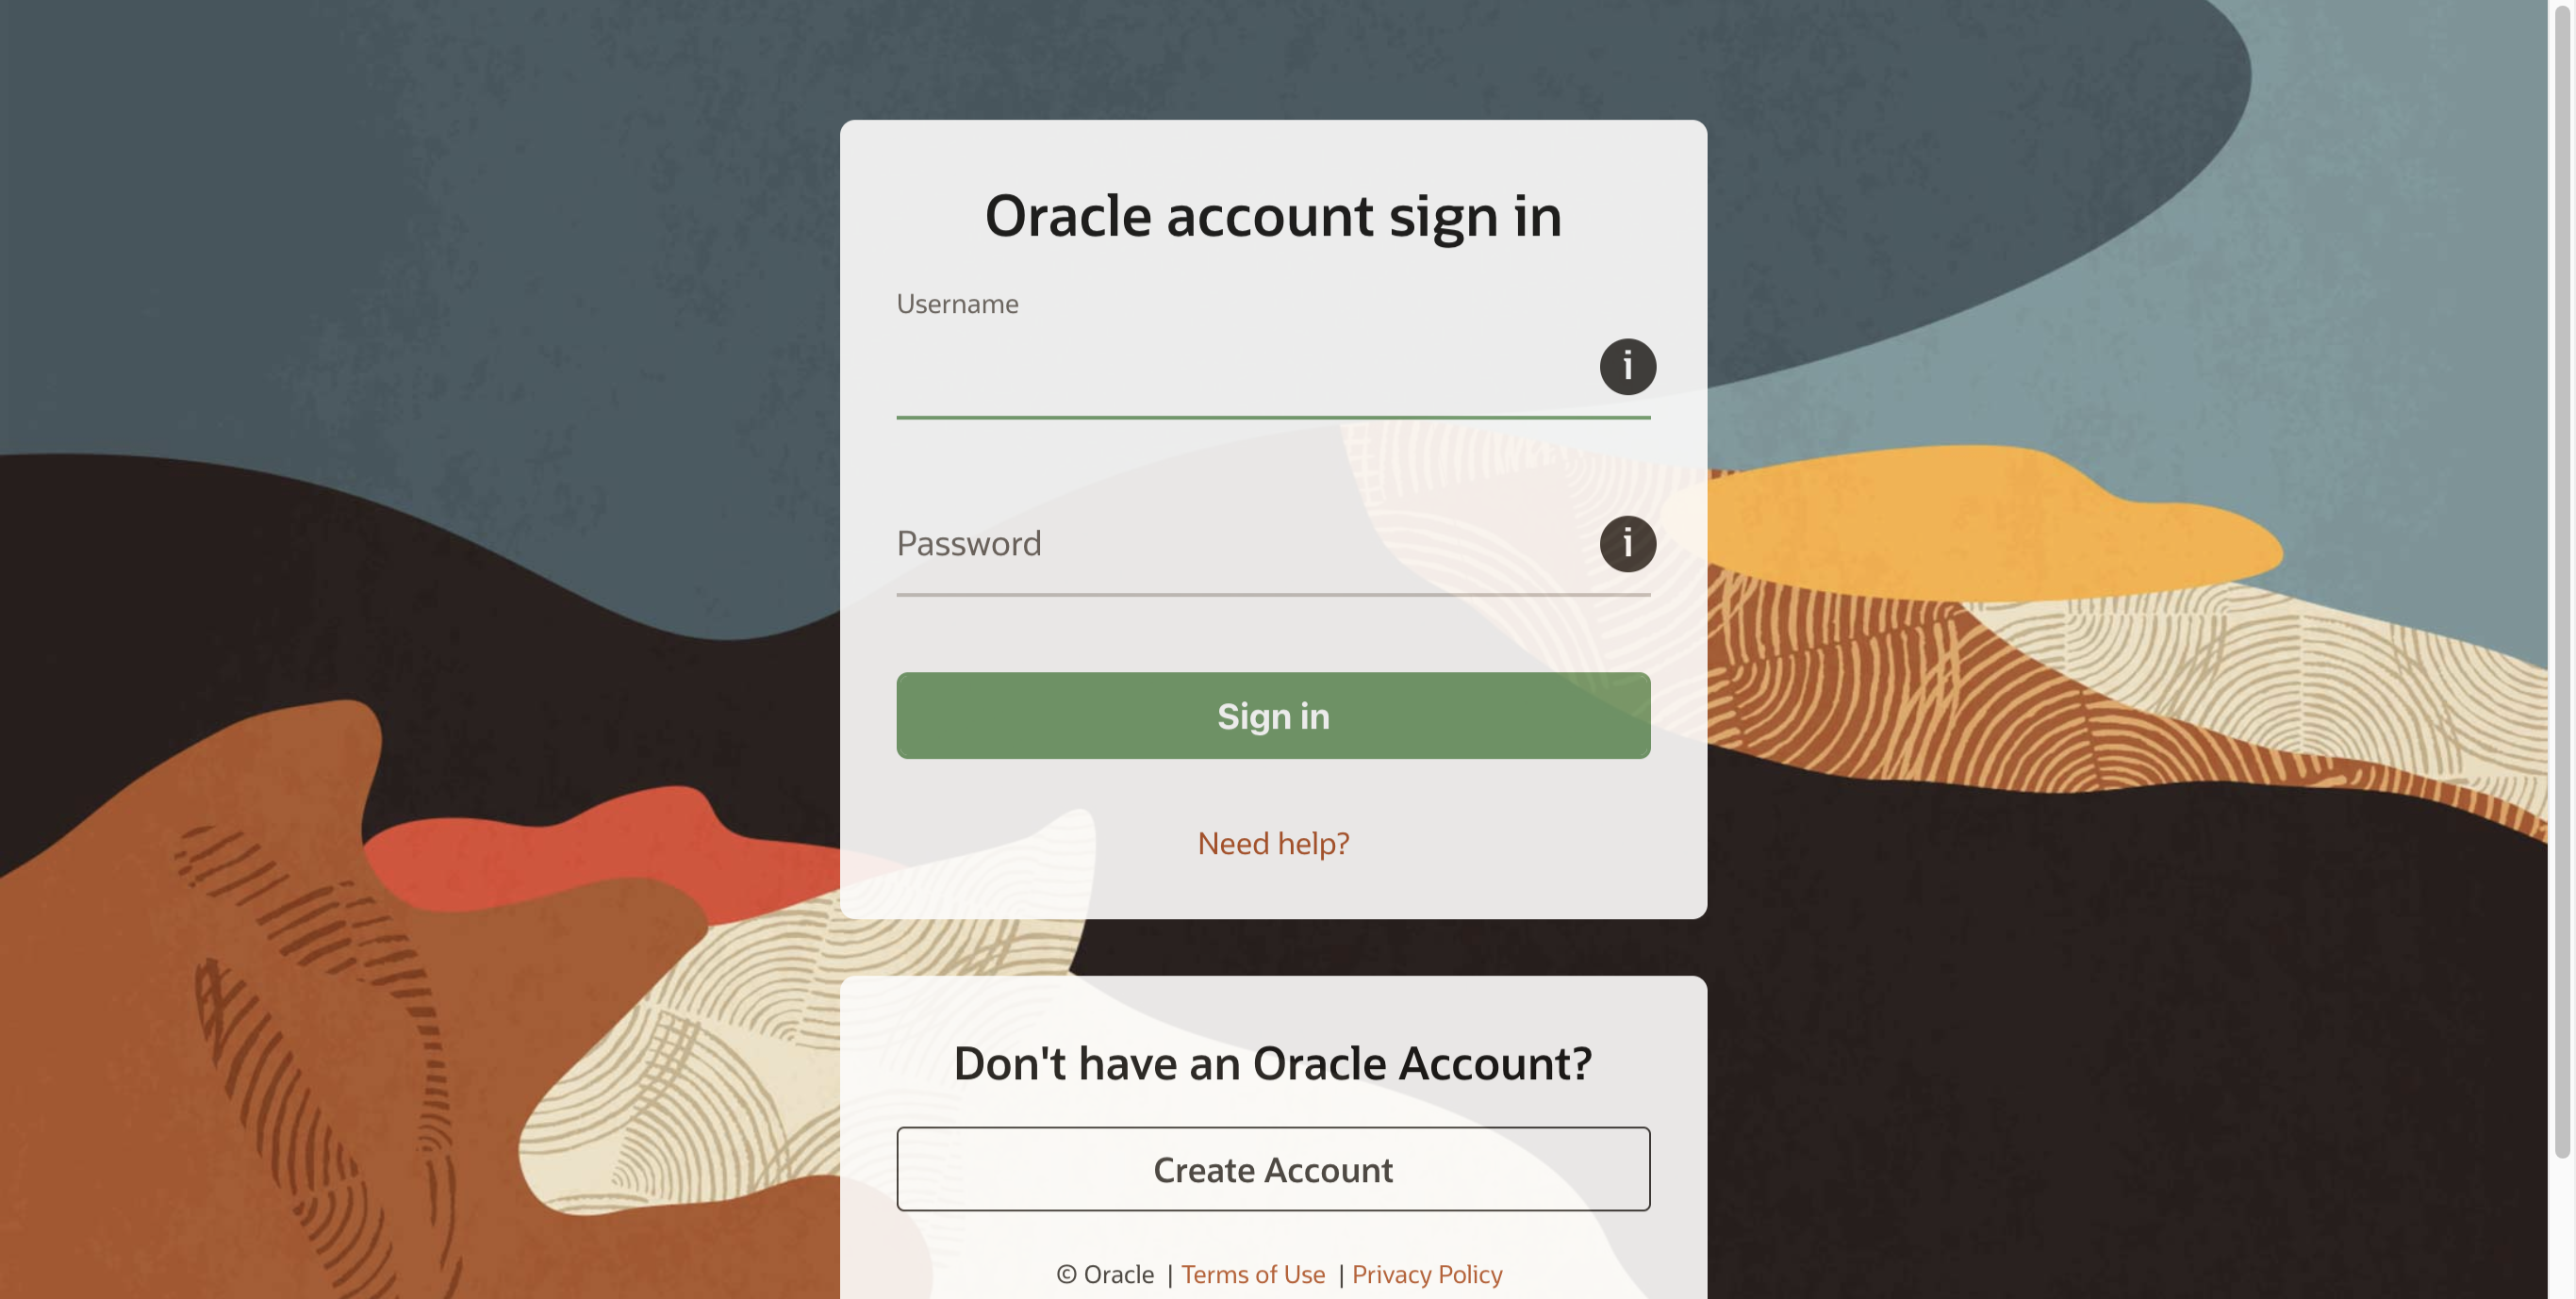 Oracle account sign in
Username
i
Password
i
Sign in
Need help?
Don't have an Oracle Account?
Create Account
© Oracle | Terms of Use | Privacy Policy